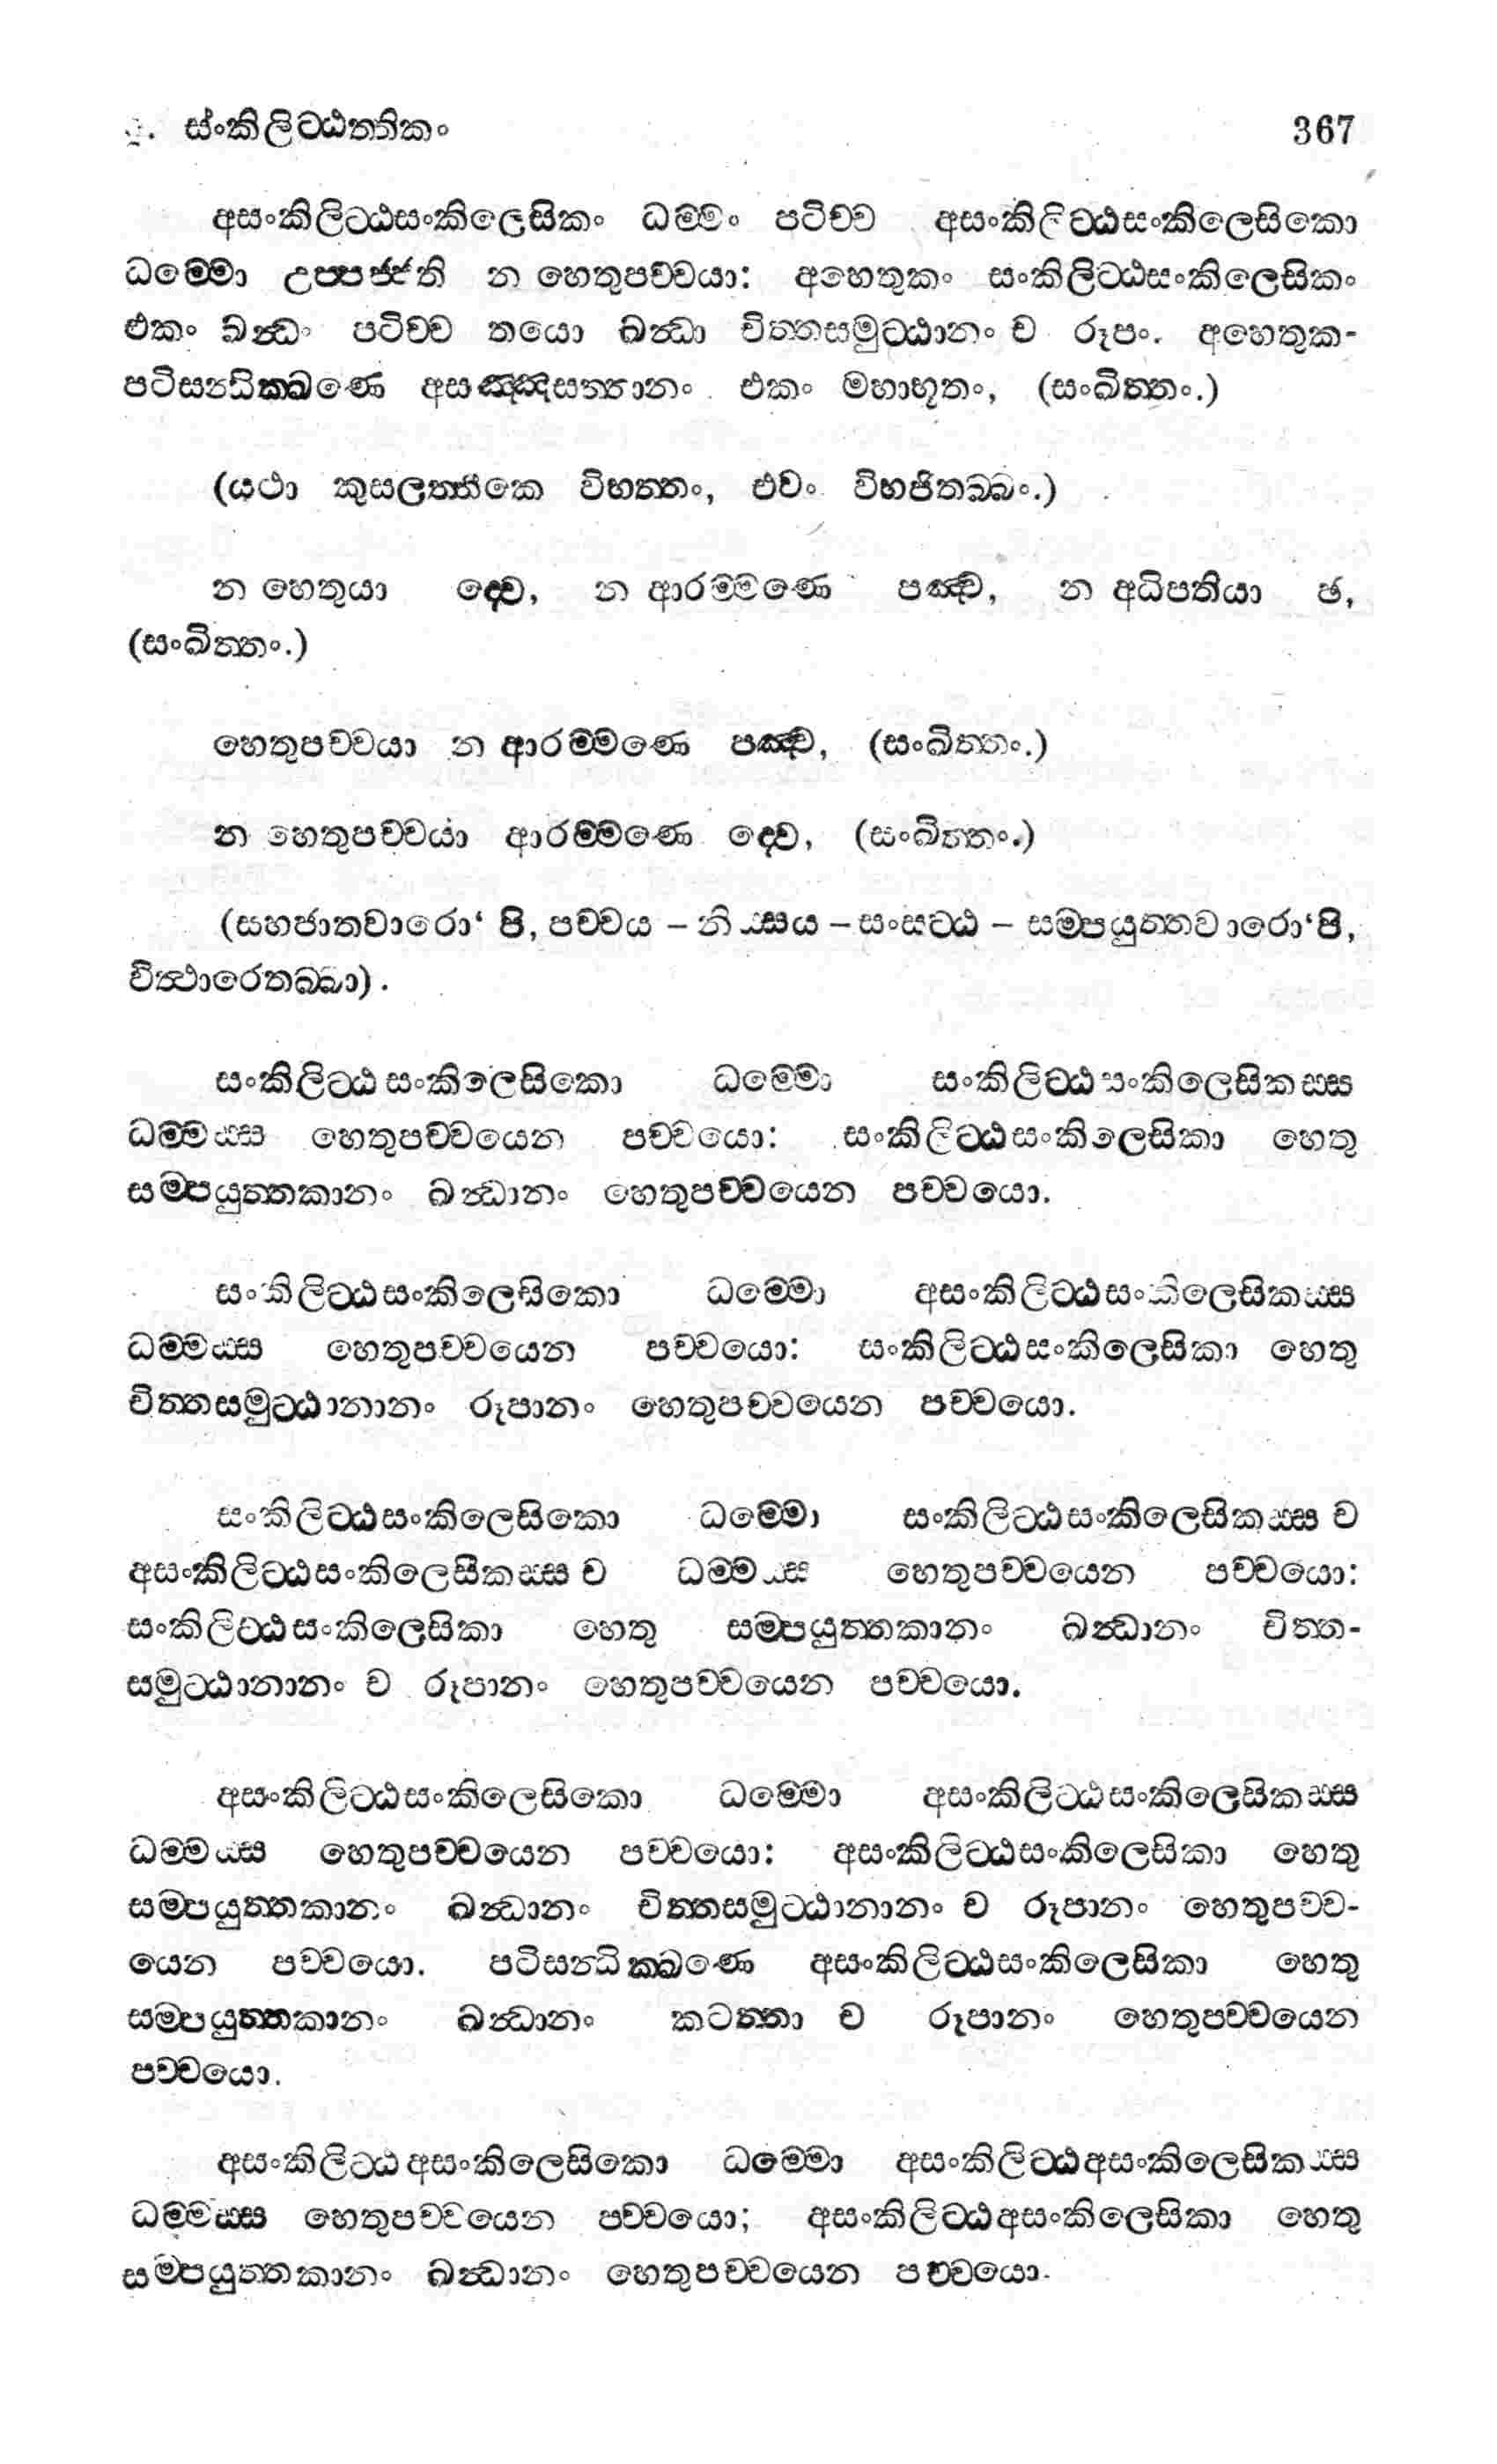 සංකිලිට්ඨත්තිකං 367
අසංකිලිට්ඨසංකිලෙසිකං ධම්මං පටිච්ච අසංකිලිට්ඨසංකිලෙසිකො
ධම්මො උප්පජ්ජති න හෙතුපච්චයා: අහෙතුකං සංකිලිට්ඨසංකිලෙසිකං
එකං ඛන්ධං පටිච්ච තයො ඛන්ධා චිත්තසමුට්ඨානං ච රූපං. අහෙතුක-
පටිසන්ධික්ඛණෙ අසඤ්ඤසත්තානං එකං මහාභූතං, (සංඛිත්තං.)
(යථා කුසලත්තිකෙ විභත්තං, එවං විභජිතබ්බං.)
න හෙතුයා ද්වෙ, න ආරම්මණෙ පඤ්ච, න අධිපතියා ඡ,
(සංඛිත්තං.)
හෙතුපච්චයා න ආරම්මණෙ පඤ්ච, (සංඛිත්තං.)
න හෙතුපච්චයා ආරම්මණෙ ද්වෙ, (සංඛිත්තං.)
(සහජාතවාරො‘ පි, පච්චය – නිස්සය – සංසට්ඨ – සම්පයුත්තවාරො‘පි,
විත්ථාරෙතබ්බා).
සංකිලිට්ඨසංකිලෙසිකො ධම්මො සංකිලිට්ඨසංකිලෙසිකස්ස
ධම්මස්ස හෙතුපච්චයෙන පච්චයො: සංකිලිට්ඨසංකිලෙසිකා හෙතු
සම්පයුත්තකානං ඛන්ධානං හෙතුපච්චයෙන පච්චයො.
සංකිලිට්ඨසංකිලෙසිකො ධම්මො අසංකිලිට්ඨසංකිලෙසිකස්ස
ධම්මස්ස හෙතුපච්චයෙන පච්චයො: සංකිලිට්ඨසංකිලෙසිකා හෙතු
චිත්තසමුට්ඨානානං රූපානං හෙතුපච්චයෙන පච්චයො.
සංකිලිට්ඨසංකිලෙසිකො ධම්මො සංකිලිට්ඨසංකිලෙසිකස්ස ච
අසංකිලිට්ඨසංකිලෙසිකස්ස ච ධම්මස්ස හෙතුපච්චයෙන පච්චයො:
සංකිලිට්ඨසංකිලෙසිකා හෙතු සම්පයුත්තකානං ඛන්ධානං චිත්ත-
සමුට්ඨානානං ච රූපානං හෙතුපච්චයෙන පච්චයො.
අසංකිලිට්ඨසංකිලෙසිකො ධම්මො අසංකිලිට්ඨසංකිලෙසිකස්ස
ධම්මස්ස හෙතුපච්චයෙන පච්චයො: අසංකිලිට්ඨසංකිලෙසිකා හෙතු
සම්පයුත්තකානං ඛන්ධානං චිත්තසමුට්ඨානානං ච රූපානං හෙතුපච්ච-
යෙන පච්චයො. පටිසන්ධික්ඛණෙ අසංකිලිට්ඨසංකිලෙසිකා හෙතු
සම්පයුත්තකානං ඛන්ධානං කටත්තා ච රූපානං හෙතුපච්චයෙන
පච්චයො.
අසංකිලිට්ඨඅසංකිලෙසිකො ධම්මො අසංකිලිට්ඨඅසංකිලෙසිකස්ස
ධම්මස්ස හෙතුපච්චයෙන පච්චයො; අසංකිලිට්ඨඅසංකිලෙසිකා හෙතු
සම්පයුත්තකානං ඛන්ධානං හෙතුපච්චයෙන පච්චයො.